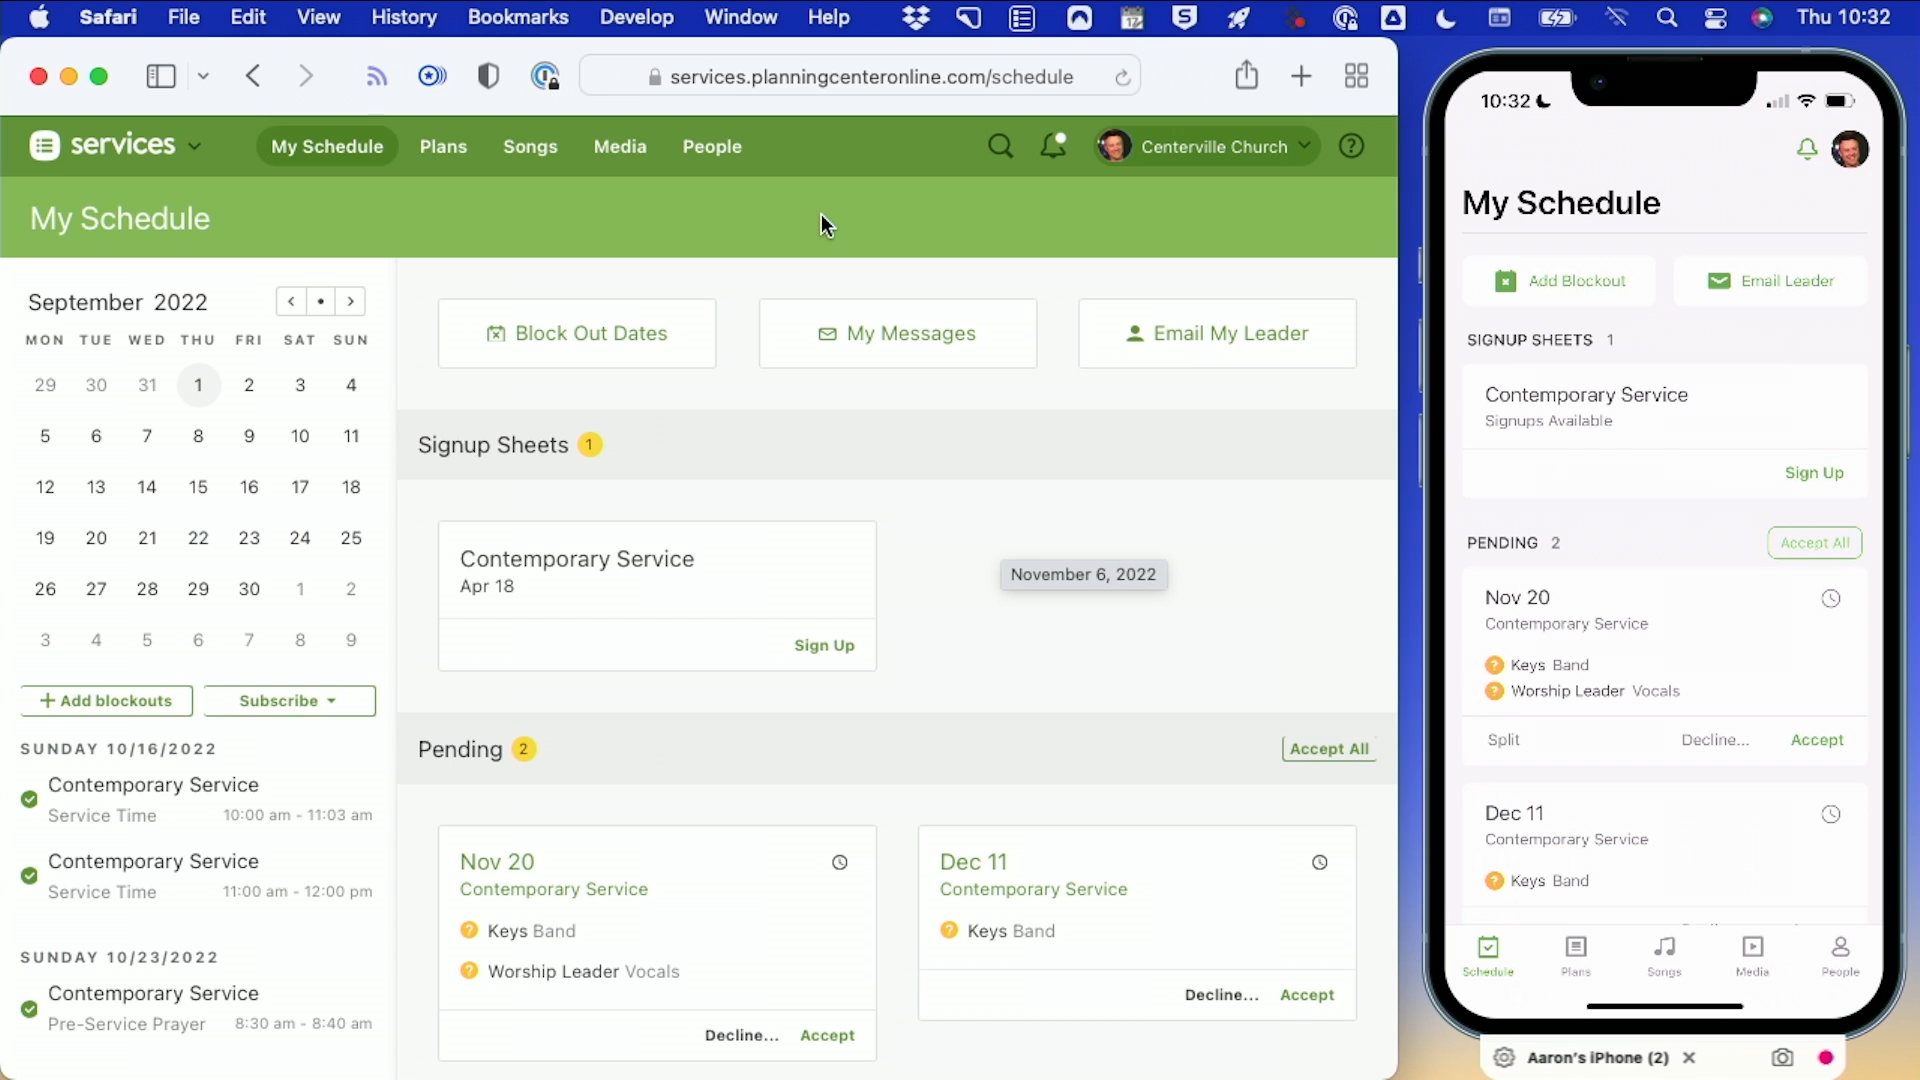 Safari File Edit View History Bookmarks Develop Window Help 17 S Thu 10:32
services.planningcenteronline.com/schedule
services My Schedule Plans Songs Media People Centerville Church ?
My Schedule
September 2022
MON TUE WED THU FRI SAT SUN
29 30 31 1 2 3 4
5 6 7 8 9 10 11
12 13 14 15 16 17 18
19 20 21 22 23 24 25
26 27 28 29 30 1 2
3 4 5 6 7 8 9
+ Add blockouts Subscribe
SUNDAY 10/16/2022
Contemporary Service
Service Time 10:00 am - 11:03 am
Contemporary Service
Service Time 11:00 am - 12:00 pm
SUNDAY 10/23/2022
Contemporary Service
Pre-Service Prayer 8:30 am - 8:40 am
Block Out Dates My Messages Email My Leader
Signup Sheets 1
Contemporary Service
Apr 18
Sign Up
November 6, 2022
Pending 2 Accept All
Nov 20
Contemporary Service
? Keys Band
? Worship Leader Vocals
Decline... Accept
Dec 11
Contemporary Service
? Keys Band
Decline... Accept
10:32
My Schedule
Add Blockout Email Leader
SIGNUP SHEETS 1
Contemporary Service
Signups Available
Sign Up
PENDING 2 Accept All
Nov 20
Contemporary Service
? Keys Band
? Worship Leader Vocals
Split Decline... Accept
Dec 11
Contemporary Service
? Keys Band
Schedule Plans Songs Media People
Aaron's iPhone (2)